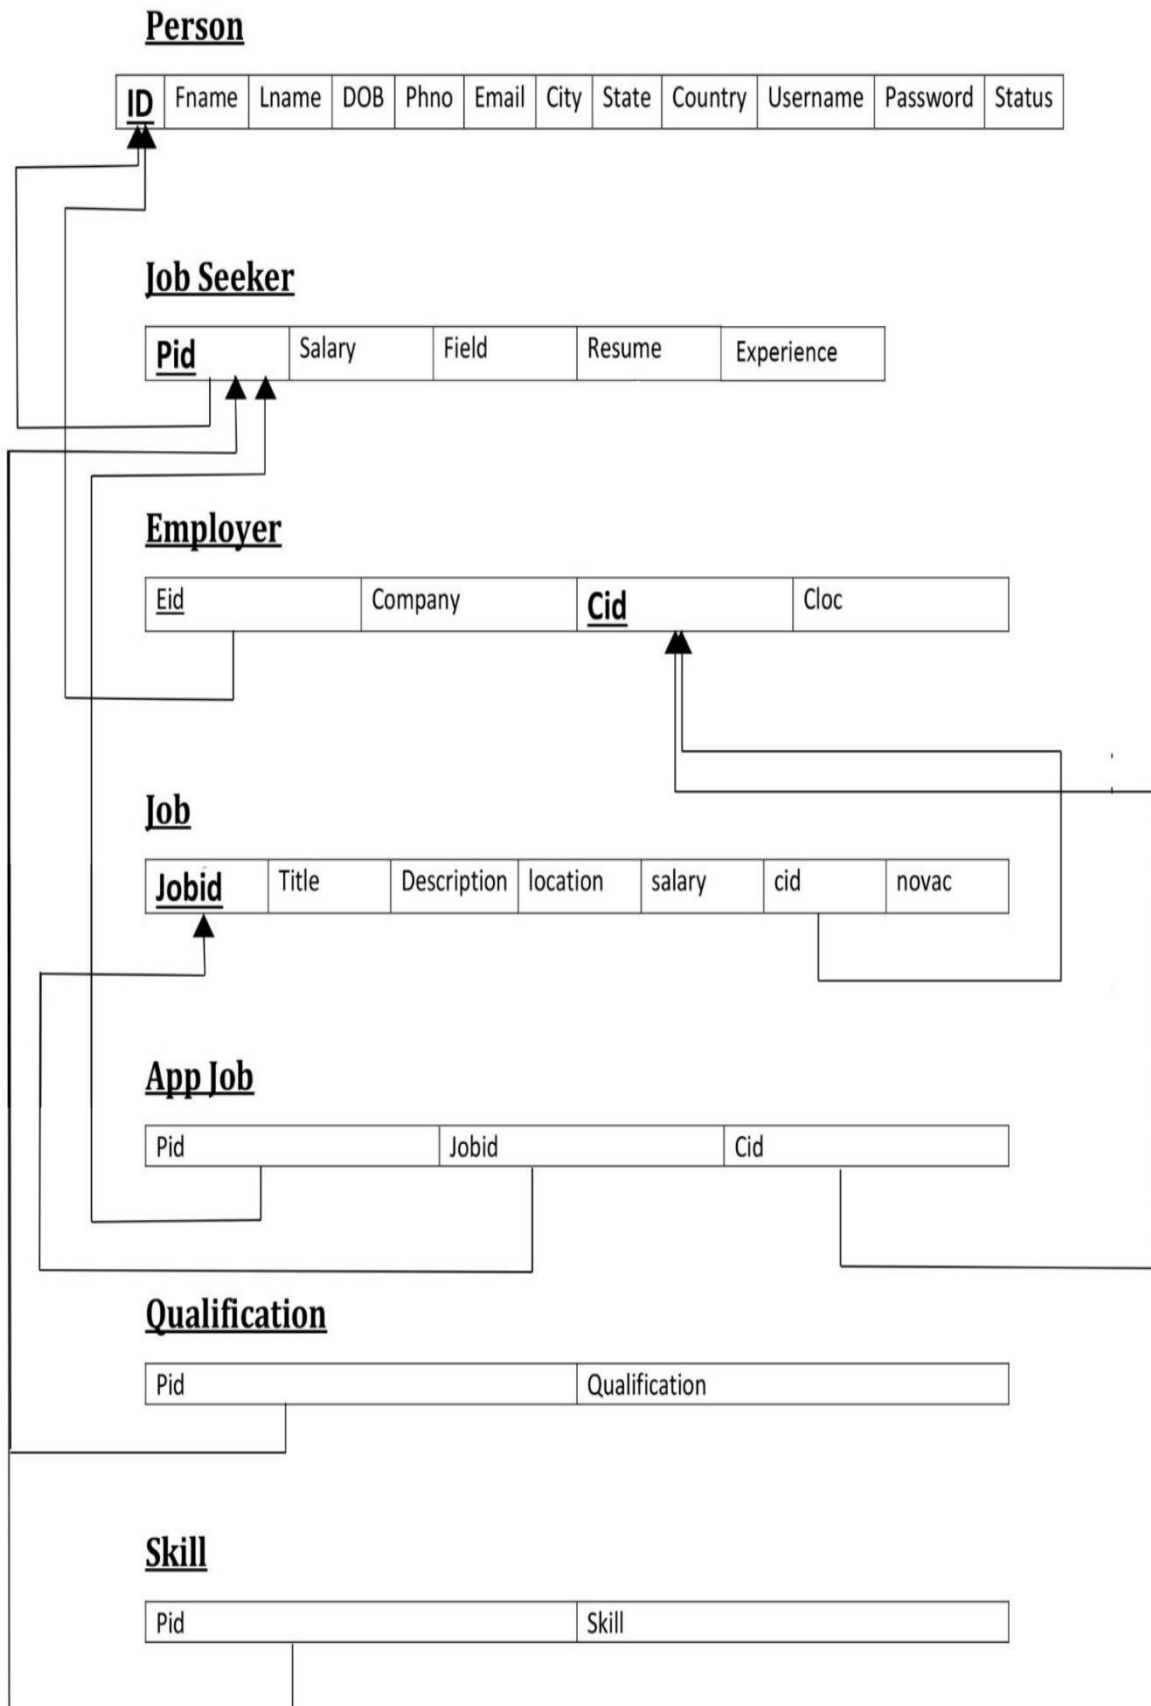 Person
ID Fname Lname DOB Phno Email City State Country Username Password Status
Job Seeker
Pid Salary Field Resume Experience
Employer
Eid Company Cid Cloc
Job
Jobid Title Description location salary cid novac
App Job
Pid Jobid Cid
Qualification
Pid Qualification
Skill
Pid Skill